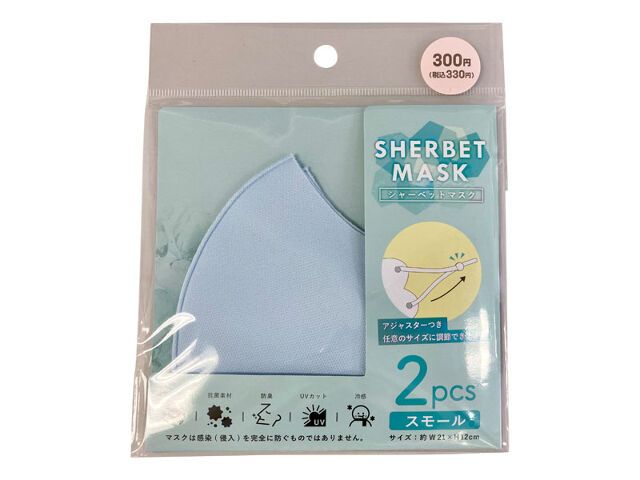 300円
(税込330円)
SHERBET
MASK
シャーベットマスク
アジャスターつき
任意のサイズに調節でき
2pcs
スモール
サイズ:約 W21×H12cm
抗菌素材
防臭
UVカット
冷感
UV
マスクは感染(侵入)を完全に防ぐものではありません。